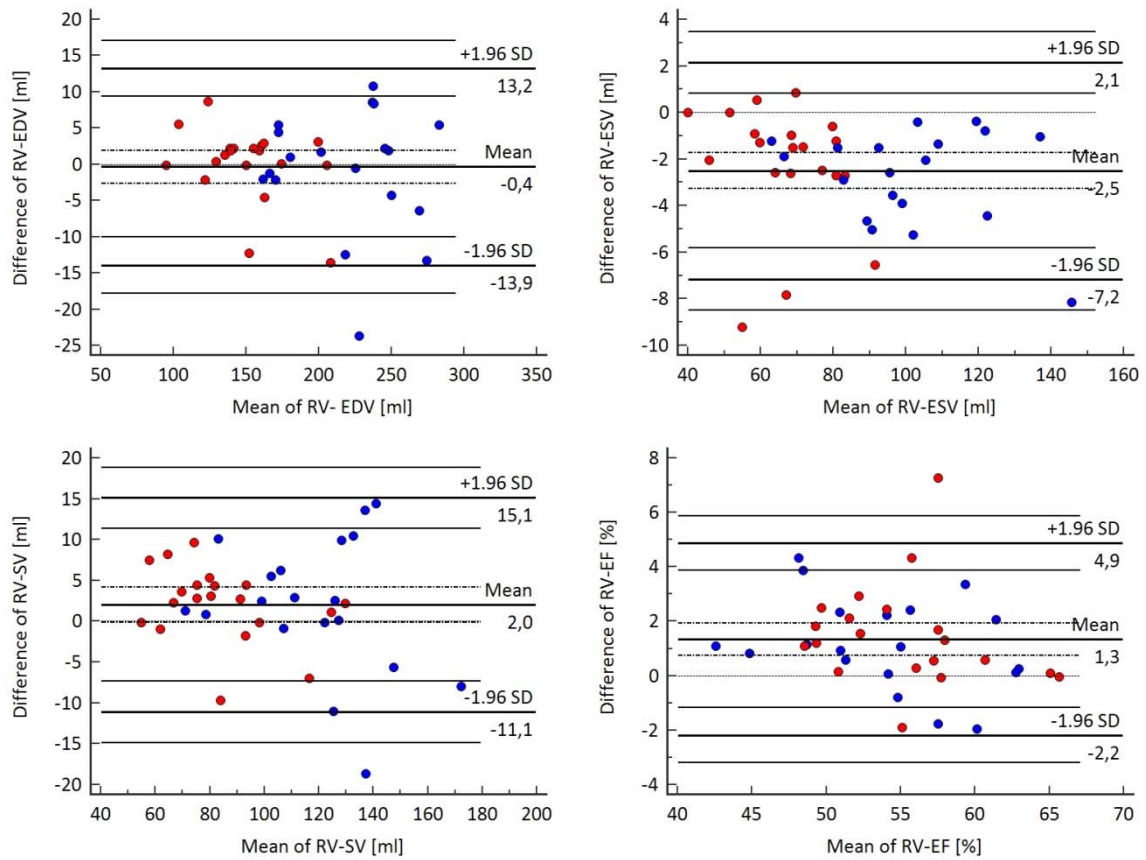 20
15
10
5
0
-5
-10
-15
-20
-25
Difference of RV-EDV [ml]
+1.96 SD
13,2
Mean
-0,4
-1.96 SD
-13,9
50 100 150 200 250 300 350
Mean of RV- EDV [ml]
4
2
0
-2
-4
-6
-8
-10
Difference of RV-ESV [ml]
+1.96 SD
2,1
Mean
-2,5
-1.96 SD
-7,2
40 60 80 100 120 140 160
Mean of RV-ESV [ml]
20
15
10
5
0
-5
-10
-15
-20
Difference of RV-SV [ml]
+1.96 SD
15,1
Mean
2,0
-1.96 SD
-11,1
40 60 80 100 120 140 160 180 200
Mean of RV-SV [ml]
8
6
4
2
0
-2
-4
Difference of RV-EF [%]
+1.96 SD
4,9
Mean
1,3
-1.96 SD
-2,2
40 45 50 55 60 65 70
Mean of RV-EF [%]